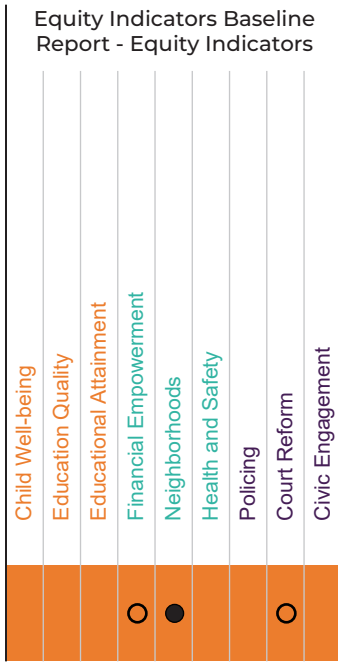 Equity Indicators Baseline
Report - Equity Indicators
Child Well-being
Education Quality
Educational Attainment
Financial Empowerment
Neighborhoods
Health and Safety
Policing
Court Reform
Civic Engagement